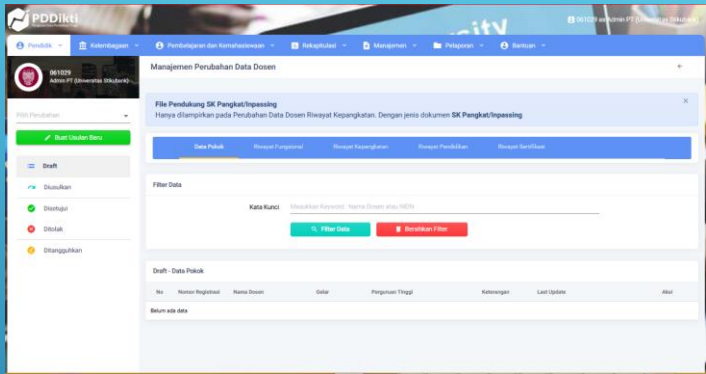 PDDikti
061029 as Admin PT (Universitas Stikubank)
Pendidik
Kelembagaan
Pembelajaran dan Kemahasiswaan
Rekapitulasi
Manajemen
Pelaporan
Bantuan
061029
Admin PT (Universitas Stikubank)
Pilih Perubahan
Buat Usulan Baru
Draft
Diusulkan
Disetujui
Ditolak
Ditangguhkan
Manajemen Perubahan Data Dosen
File Pendukung SK Pangkat/Inpassing
Hanya dilampirkan pada Perubahan Data Dosen Riwayat Kepangkatan. Dengan jenis dokumen SK Pangkat/Inpassing
Data Pokok
Riwayat Fungsional
Riwayat Kepangkatan
Riwayat Pendidikan
Riwayat Sertifikasi
Filter Data
Kata Kunci
Masukkan Keyword : Nama Dosen atau NIDN
Filter Data
Bersihkan Filter
Draft - Data Pokok
No Nomor Registrasi Nama Dosen Gelar Perguruan Tinggi Keterangan Last Update Aksi
Belum ada data